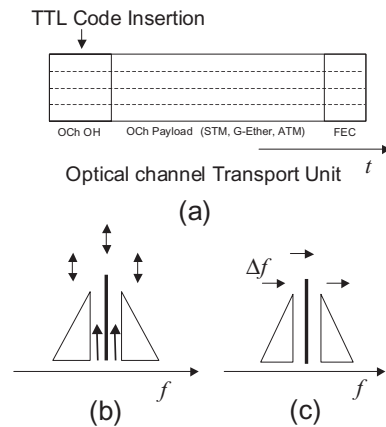 TTL Code Insertion
OCh OH OCh Payload (STM, G-Ether, ATM) FEC
t
Optical channel Transport Unit
(a)
Δf
f f
(b) (c)